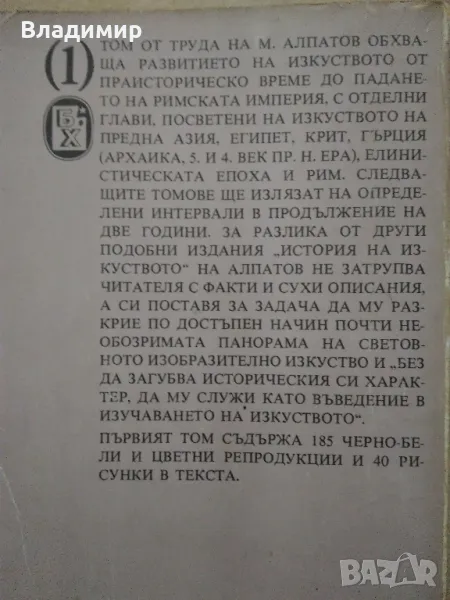 Владимир
(1)
Б.
Х
ТОМ ОТ ТРУДА НА М. АЛПАТОВ ОБХВА-
ЩА РАЗВИТИЕТО НА ИЗКУСТВОТО ОТ
ПРАИСТОРИЧЕСКО ВРЕМЕ ДО ПАДАНЕ-
ТО НА РИМСКАТА ИМПЕРИЯ, С ОТДЕЛНИ
ГЛАВИ, ПОСВЕТЕНИ НА ИЗКУСТВОТО НА
ПРЕДНА АЗИЯ, ЕГИПЕТ, КРИТ, ГЪРЦИЯ
(АРХАИКА, 5. И 4. ВЕК ПР. Н. ЕРА), ЕЛИНИ-
СТИЧЕСКАТА ЕПОХА И РИМ. СЛЕДВА-
ЩИТЕ ТОМОВЕ ЩЕ ИЗЛЯЗАТ НА ОПРЕДЕ-
ЛЕНИ ИНТЕРВАЛИ В ПРОДЪЛЖЕНИЕ НА
ДВЕ ГОДИНИ. ЗА РАЗЛИКА ОТ ДРУГИ
ПОДОБНИ ИЗДАНИЯ „ИСТОРИЯ НА ИЗ-
КУСТВОТО“ НА АЛПАТОВ НЕ ЗАТРУПВА
ЧИТАТЕЛЯ С ФАКТИ И СУХИ ОПИСАНИЯ,
А СИ ПОСТАВЯ ЗА ЗАДАЧА ДА МУ РАЗ-
КРИЕ ПО ДОСТЪПЕН НАЧИН ПОЧТИ НЕ-
ОБОЗРИМАТА ПАНОРАМА НА СВЕТОВ-
НОТО ИЗОБРАЗИТЕЛНО ИЗКУСТВО И „БЕЗ
ДА ЗАГУБВА ИСТОРИЧЕСКИЯ СИ ХАРАК-
ТЕР, ДА МУ СЛУЖИ КАТО ВЪВЕДЕНИЕ В
ИЗУЧАВАНЕТО НА ИЗКУСТВОТО“.
ПЪРВИЯТ ТОМ СЪДЪРЖА 185 ЧЕРНО-БЕ-
ЛИ И ЦВЕТНИ РЕПРОДУКЦИИ И 40 РИ-
СУНКИ В ТЕКСТА.
BAZAR